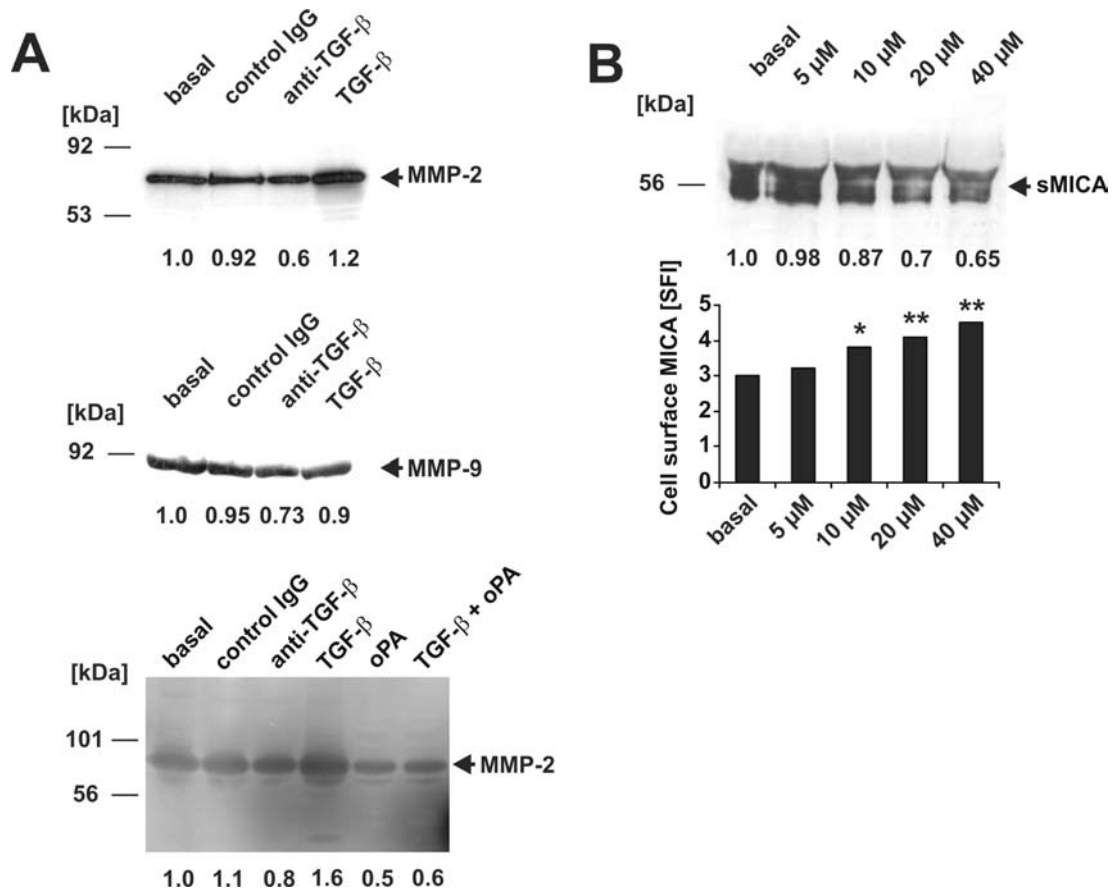 A
basal control IgG anti-TGF-β TGF-β
[kDa]
92
MMP-2
53
1.0 0.92 0.6 1.2
basal control IgG anti-TGF-β TGF-β
[kDa]
92
MMP-9
1.0 0.95 0.73 0.9
basal control IgG anti-TGF-β TGF-β oPA TGF-β + oPA
[kDa]
101
MMP-2
56
1.0 1.1 0.8 1.6 0.5 0.6
B
basal 5 µM 10 µM 20 µM 40 µM
[kDa]
56
sMICA
1.0 0.98 0.87 0.7 0.65
Cell surface MICA [SFI]
5
4
3
2
1
0
* ** **
basal 5 µM 10 µM 20 µM 40 µM